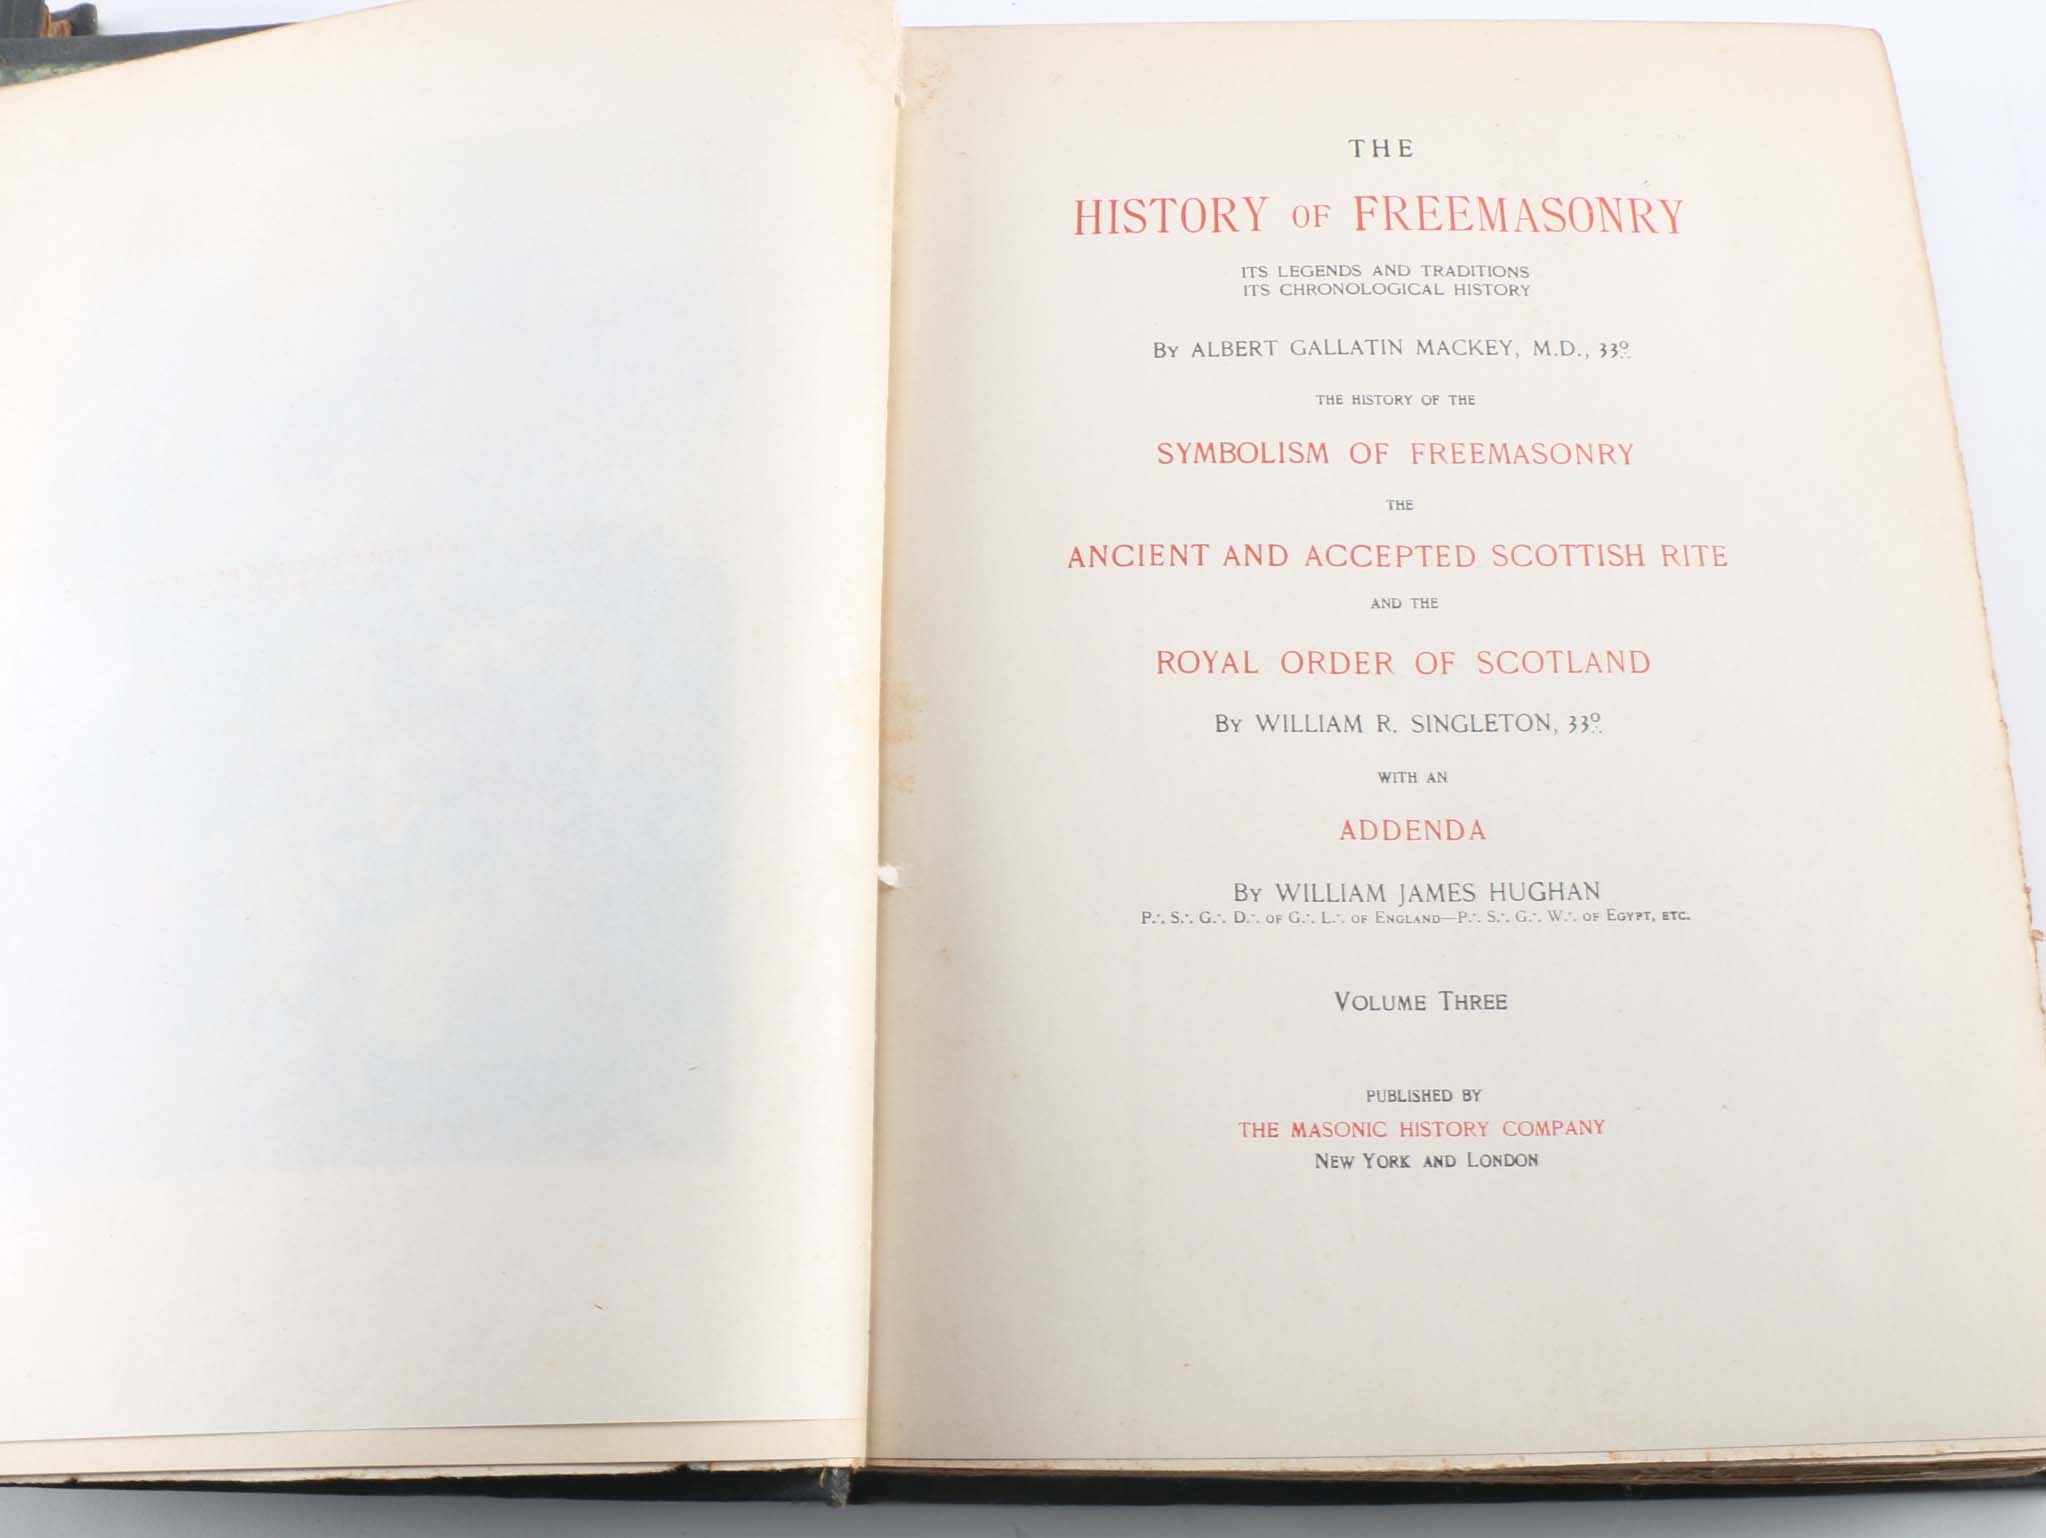 THE
HISTORY OF FREEMASONRY
ITS LEGENDS AND TRADITIONS
ITS CHRONOLOGICAL HISTORY
BY ALBERT GALLATIN MACKEY, M.D., 33º∴
THE HISTORY OF THE
SYMBOLISM OF FREEMASONRY
THE
ANCIENT AND ACCEPTED SCOTTISH RITE
AND THE
ROYAL ORDER OF SCOTLAND
BY WILLIAM R. SINGLETON, 33º∴
WITH AN
ADDENDA
BY WILLIAM JAMES HUGHAN
P∴ S∴ G∴ D∴ OF G∴ L∴ OF ENGLAND—P∴ S∴ G∴ W∴ OF EGYPT, ETC.
VOLUME THREE
PUBLISHED BY
THE MASONIC HISTORY COMPANY
NEW YORK AND LONDON